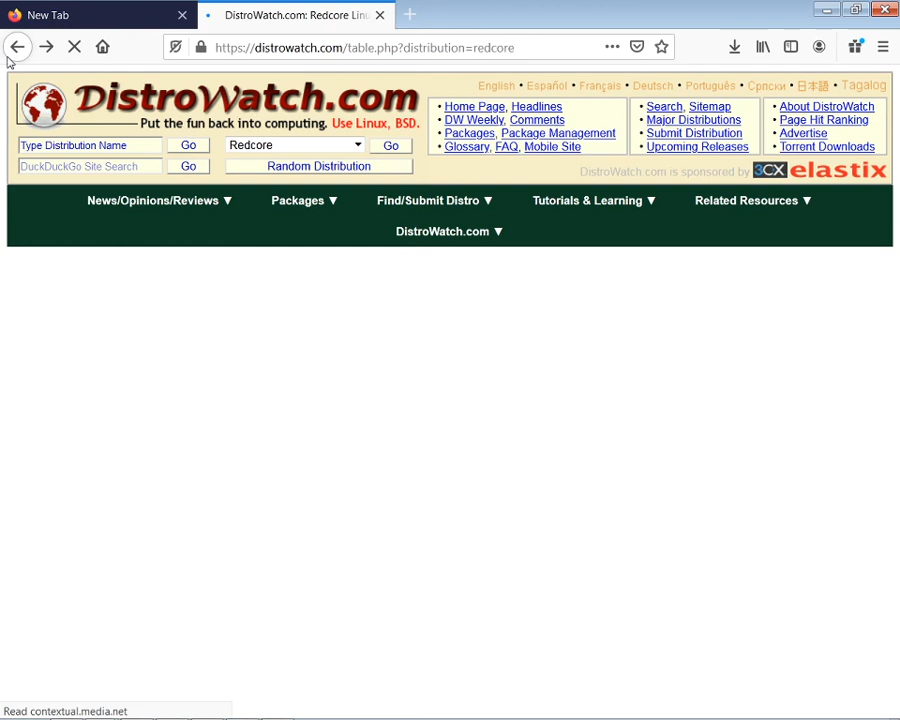 New Tab
DistroWatch.com: Redcore Linu
https://distrowatch.com/table.php?distribution=redcore
DistroWatch.com
Put the fun back into computing. Use Linux, BSD.
English • Español • Français • Deutsch • Português • Српски • 日本語 • Tagalog
• Home Page, Headlines
• DW Weekly, Comments
• Packages, Package Management
• Glossary, FAQ, Mobile Site
• Search, Sitemap
• Major Distributions
• Submit Distribution
• Upcoming Releases
• About DistroWatch
• Page Hit Ranking
• Advertise
• Torrent Downloads
Type Distribution Name Go Redcore Go
DuckDuckGo Site Search Go Random Distribution
DistroWatch.com is sponsored by 3CX elastix
News/Opinions/Reviews ▼ Packages ▼ Find/Submit Distro ▼ Tutorials & Learning ▼ Related Resources ▼
DistroWatch.com ▼
Read contextual.media.net